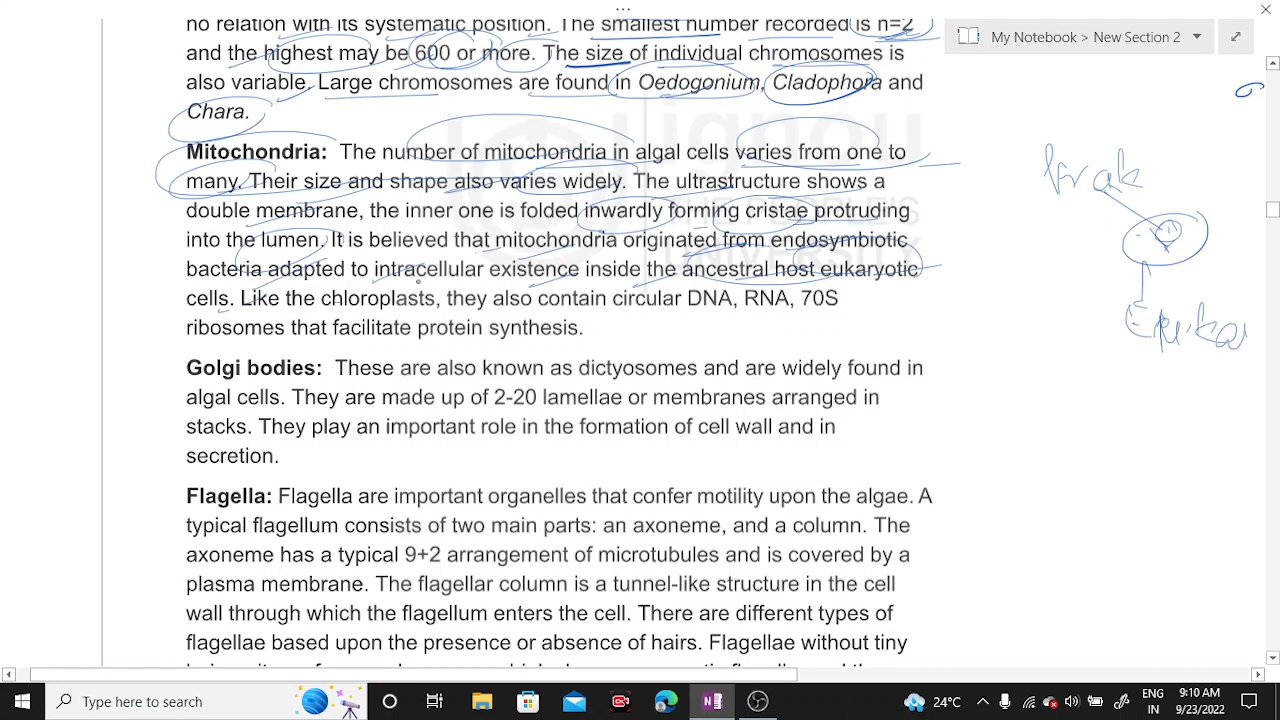 ...
no relation with its systematic position. The smallest number recorded is n=2
and the highest may be 600 or more. The size of individual chromosomes is
also variable. Large chromosomes are found in Oedogonium, Cladophora and
Chara.
Mitochondria: The number of mitochondria in algal cells varies from one to
many. Their size and shape also varies widely. The ultrastructure shows a
double membrane, the inner one is folded inwardly forming cristae protruding
into the lumen. It is believed that mitochondria originated from endosymbiotic
bacteria adapted to intracellular existence inside the ancestral host eukaryotic
cells. Like the chloroplasts, they also contain circular DNA, RNA, 70S
ribosomes that facilitate protein synthesis.
Golgi bodies: These are also known as dictyosomes and are widely found in
algal cells. They are made up of 2-20 lamellae or membranes arranged in
stacks. They play an important role in the formation of cell wall and in
secretion.
Flagella: Flagella are important organelles that confer motility upon the algae. A
typical flagellum consists of two main parts: an axoneme, and a column. The
axoneme has a typical 9+2 arrangement of microtubules and is covered by a
plasma membrane. The flagellar column is a tunnel-like structure in the cell
wall through which the flagellum enters the cell. There are different types of
flagellae based upon the presence or absence of hairs. Flagellae without tiny
ignou
THE PEOPLE'S
UNIVERSITY
My Notebook > New Section 2
Type here to search
24°C
ENG
IN
9:10 AM
9/23/2022